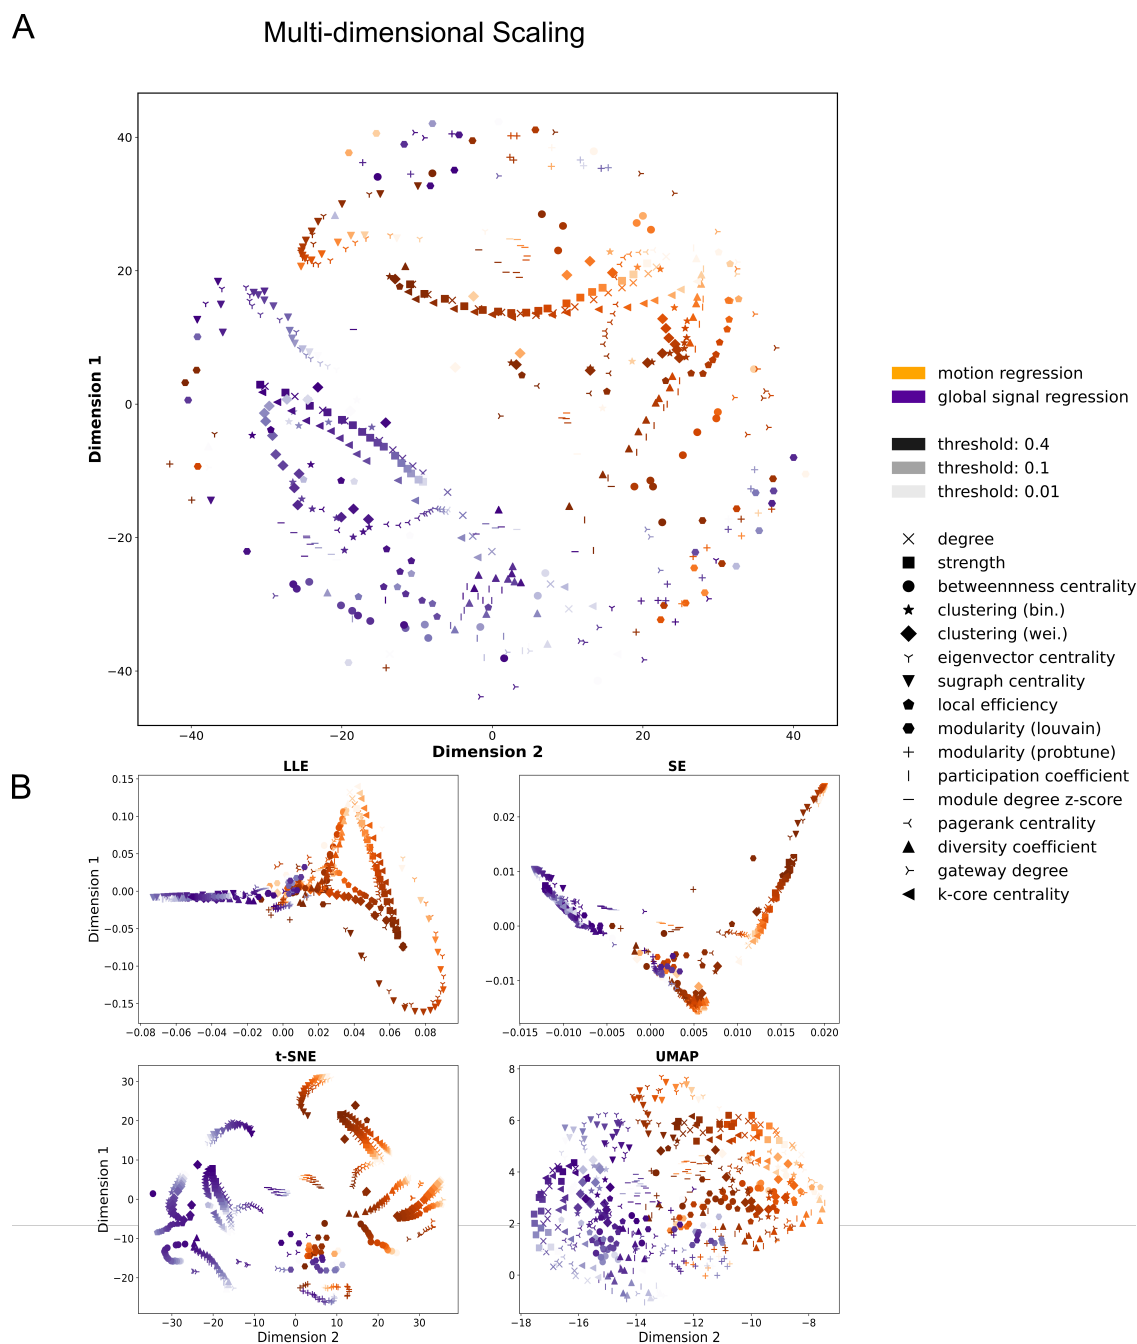 A
Multi-dimensional Scaling
40
20
0
−20
−40
Dimension 1
−40
−20
0
20
40
Dimension 2
motion regression
global signal regression
threshold: 0.4
threshold: 0.1
threshold: 0.01
degree
strength
betweennness centrality
clustering (bin.)
clustering (wei.)
eigenvector centrality
sugraph centrality
local efficiency
modularity (louvain)
modularity (probtune)
participation coefficient
module degree z-score
pagerank centrality
diversity coefficient
gateway degree
k-core centrality
B
LLE
0.15
0.10
0.05
0.00
−0.05
−0.10
−0.15
Dimension 1
−0.08 −0.06 −0.04 −0.02 0.00 0.02 0.04 0.06 0.08
SE
0.02
0.01
0.00
−0.01
−0.015 −0.010 −0.005 0.000 0.005 0.010 0.015 0.020
t-SNE
30
20
10
0
−10
−20
Dimension 1
−30 −20 −10 0 10 20 30
Dimension 2
UMAP
8
6
4
2
0
−18 −16 −14 −12 −10 −8
Dimension 2